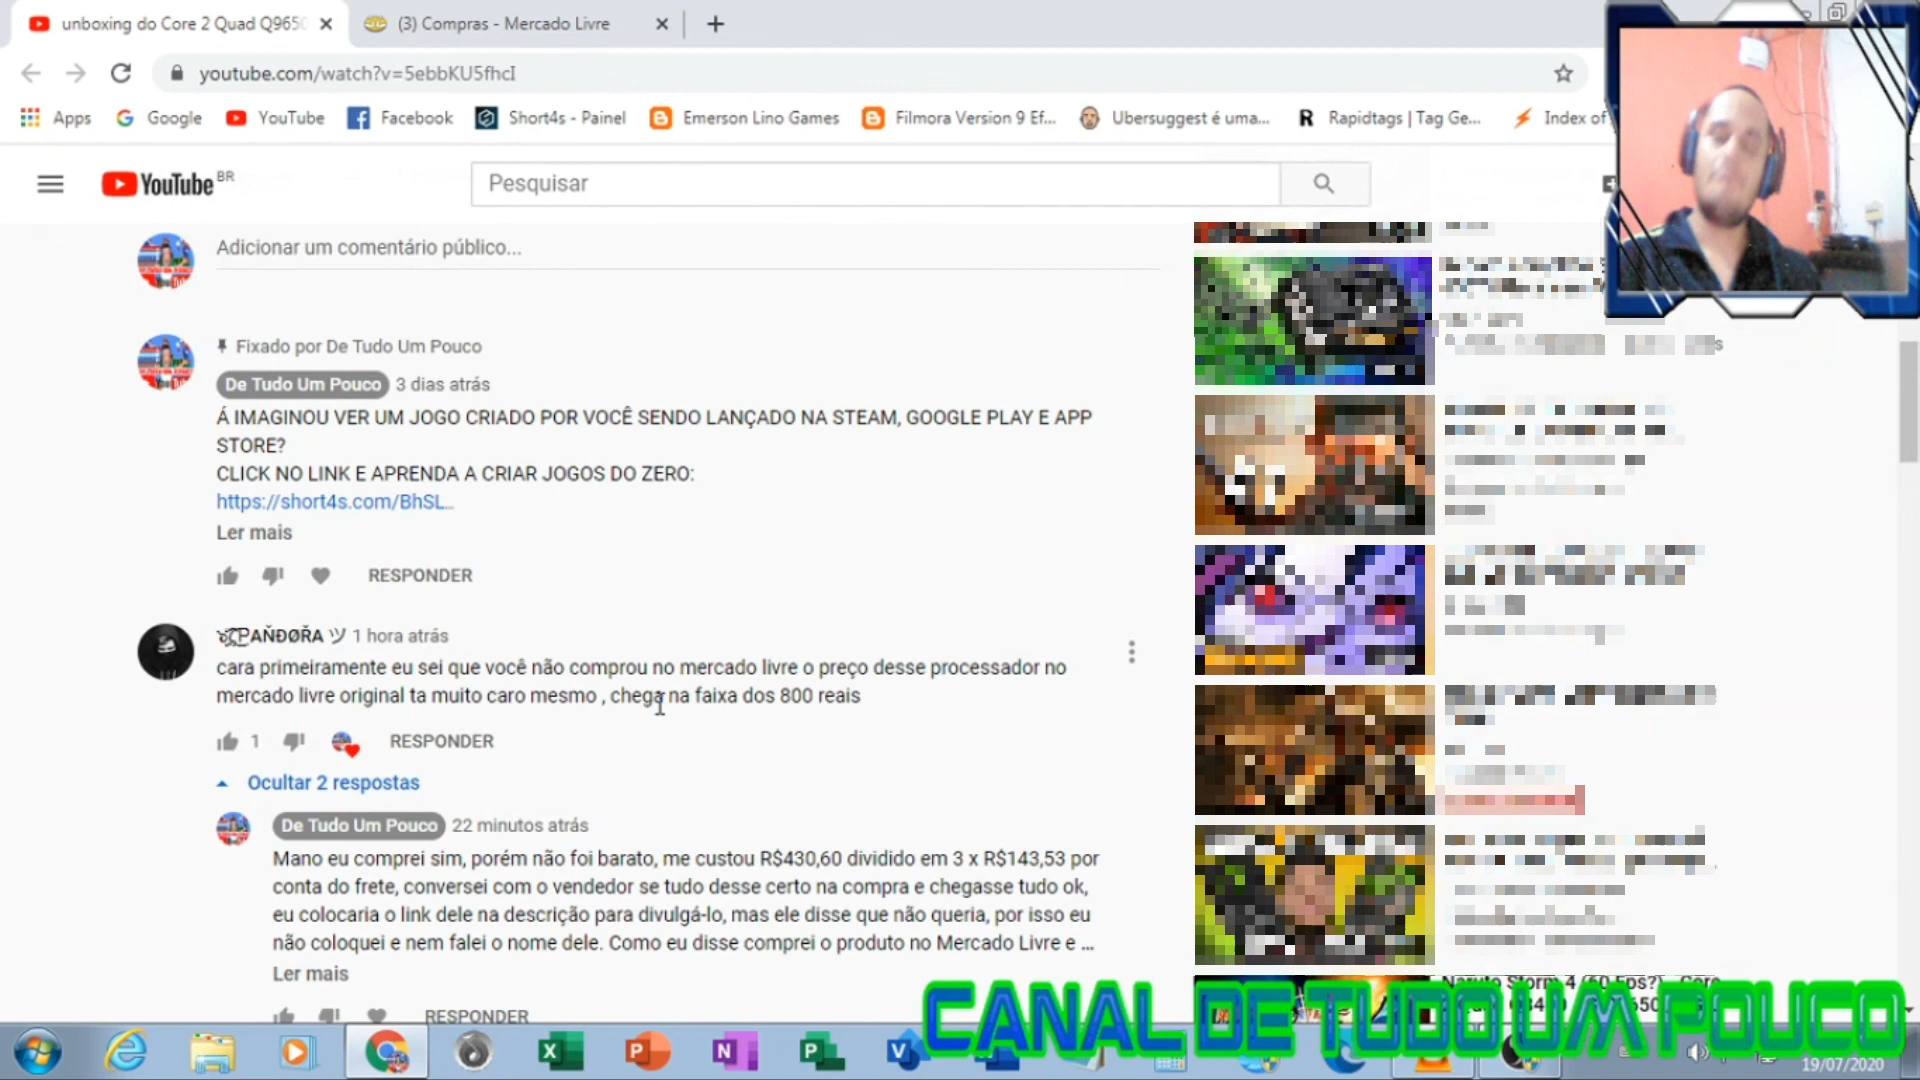 unboxing do Core 2 Quad Q9650
(3) Compras - Mercado Livre
youtube.com/watch?v=5ebbKU5fhcI
Apps Google YouTube Facebook Short4s - Painel Emerson Lino Games Filmora Version 9 Ef... Ubersuggest é uma... Rapidtags | Tag Ge... Index of
YouTube BR
Pesquisar
Adicionar um comentário público...
Fixado por De Tudo Um Pouco
De Tudo Um Pouco 3 dias atrás
Á IMAGINOU VER UM JOGO CRIADO POR VOCÊ SENDO LANÇADO NA STEAM, GOOGLE PLAY E APP
STORE?
CLICK NO LINK E APRENDA A CRIAR JOGOS DO ZERO:
https://short4s.com/BhSL...
Ler mais
RESPONDER
1 hora atrás
cara primeiramente eu sei que você não comprou no mercado livre o preço desse processador no
mercado livre original ta muito caro mesmo , chega na faixa dos 800 reais
1 RESPONDER
Ocultar 2 respostas
De Tudo Um Pouco 22 minutos atrás
Mano eu comprei sim, porém não foi barato, me custou R$430,60 dividido em 3 x R$143,53 por
conta do frete, conversei com o vendedor se tudo desse certo na compra e chegasse tudo ok,
eu colocaria o link dele na descrição para divulgá-lo, mas ele disse que não queria, por isso eu
não coloquei e nem falei o nome dele. Como eu disse comprei o produto no Mercado Livre e ...
Ler mais
RESPONDER
Naruto Storm 4 (60 Fps?) - Core
CANAL DE TUDO UM POUCO
19/07/2020